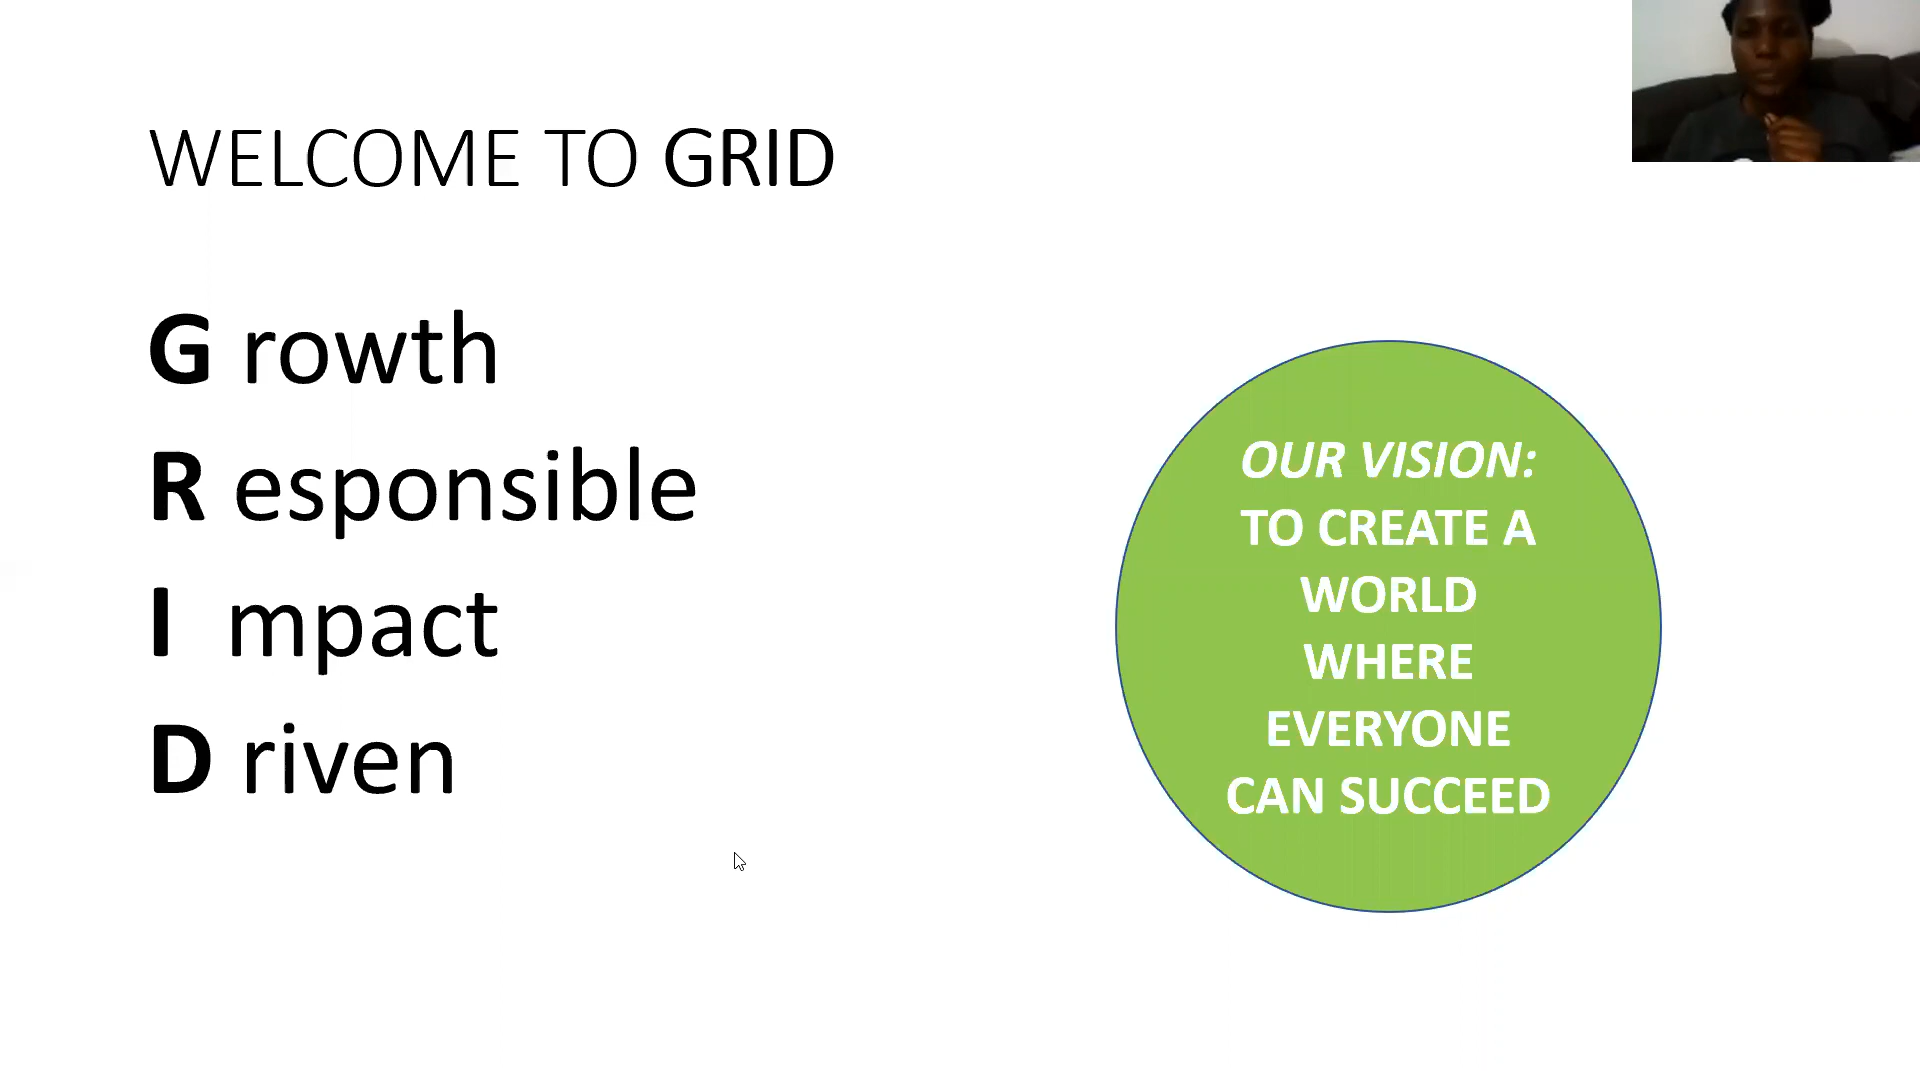 WELCOME TO GRID
G rowth
R esponsible
I mpact
D riven
OUR VISION:
TO CREATE A
WORLD
WHERE
EVERYONE
CAN SUCCEED